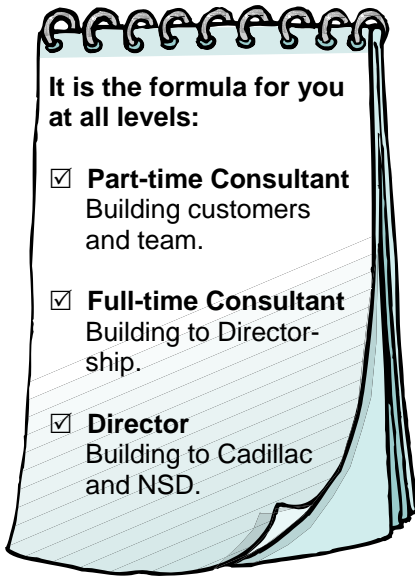 It is the formula for you
at all levels:
☑ Part-time Consultant
Building customers
and team.
☑ Full-time Consultant
Building to Director-
ship.
☑ Director
Building to Cadillac
and NSD.